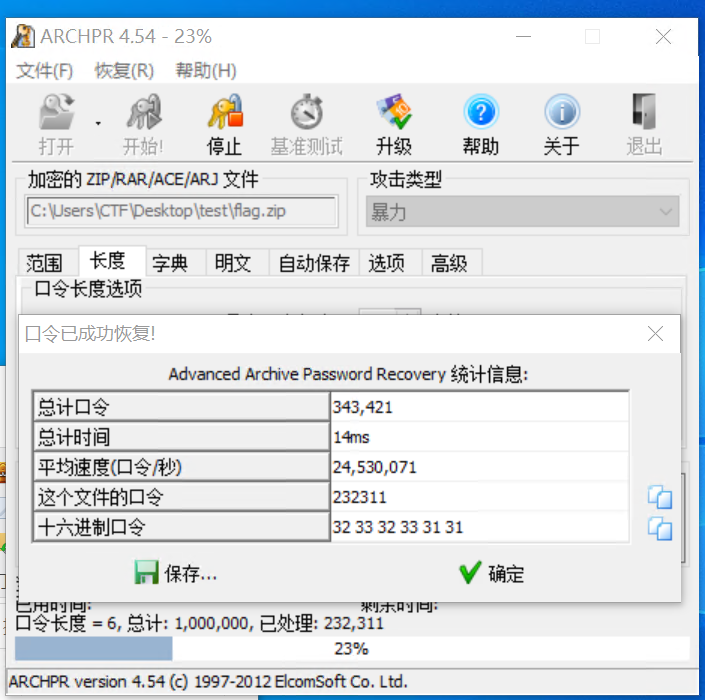 ARCHPR 4.54 - 23%
文件(F) 恢复(R) 帮助(H)
打开 开始! 停止 基准测试 升级 帮助 关于 退出
加密的 ZIP/RAR/ACE/ARJ 文件 攻击类型
C:\Users\CTF\Desktop\test\flag.zip 暴力
范围 长度 字典 明文 自动保存 选项 高级
口令长度选项
口令已成功恢复!
Advanced Archive Password Recovery 统计信息:
总计口令 343,421
总计时间 14ms
平均速度(口令/秒) 24,530,071
这个文件的口令 232311
十六进制口令 32 33 32 33 31 31
保存... 确定
已用时间: 剩余时间:
口令长度 = 6, 总计: 1,000,000, 已处理: 232,311
23%
ARCHPR version 4.54 (c) 1997-2012 ElcomSoft Co. Ltd.